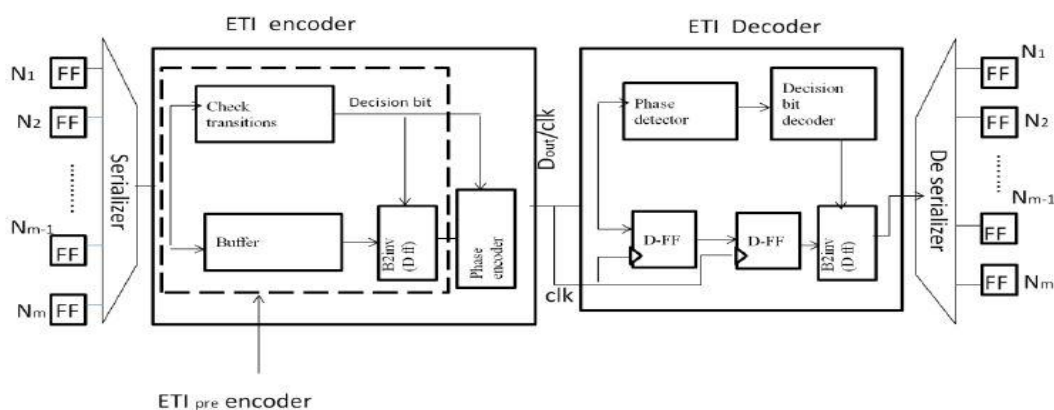 ETI encoder
ETI Decoder
N1
FF
N2
FF
Nm-1
FF
Nm
FF
Serializer
Check
transitions
Decision bit
Buffer
B2inv
(D ff)
Phase
encoder
ETI pre encoder
Dout/clk
clk
Phase
detector
Decision
bit
decoder
D-FF
D-FF
B2inv
(D ff)
De serializer
N1
FF
N2
FF
Nm-1
FF
Nm
FF